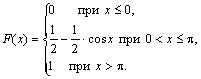 0 при x ≤ 0,
F(x) = { 1/2 − 1/2 · cos x при 0 < x ≤ π,
1 при x > π.